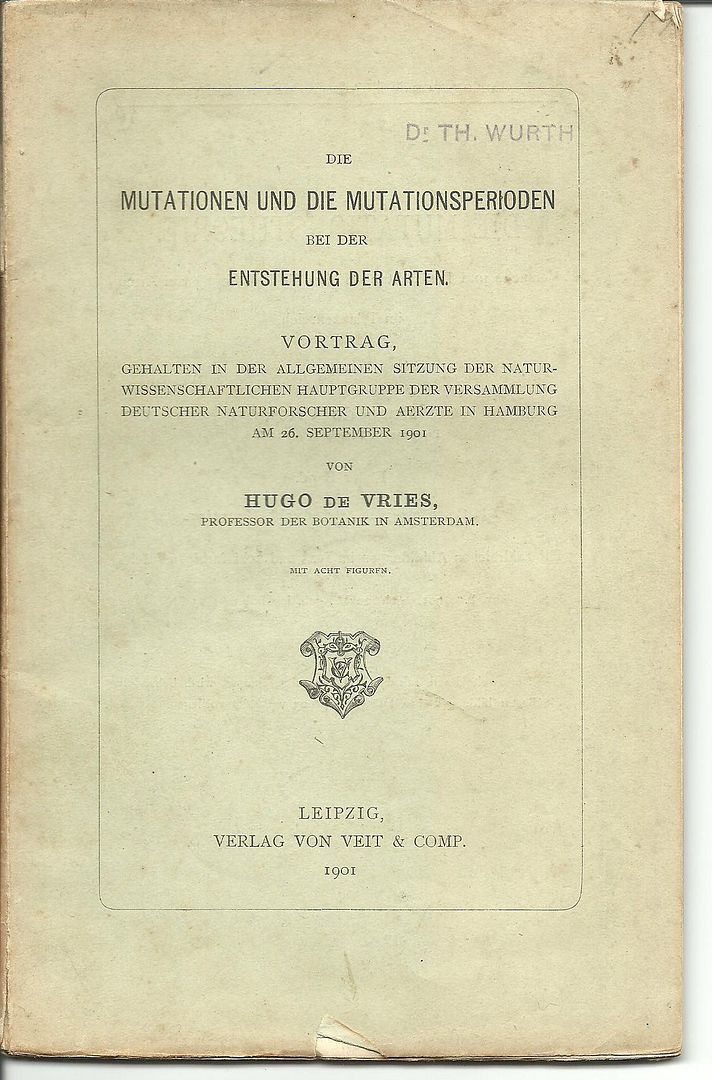 Dr TH. WURTH
DIE
MUTATIONEN UND DIE MUTATIONSPERIODEN
BEI DER
ENTSTEHUNG DER ARTEN.
VORTRAG,
GEHALTEN IN DER ALLGEMEINEN SITZUNG DER NATUR-
WISSENSCHAFTLICHEN HAUPTGRUPPE DER VERSAMMLUNG
DEUTSCHER NATURFORSCHER UND AERZTE IN HAMBURG
AM 26. SEPTEMBER 1901
VON
HUGO DE VRIES,
PROFESSOR DER BOTANIK IN AMSTERDAM.
MIT ACHT FIGUREN.
LEIPZIG,
VERLAG VON VEIT & COMP.
1901